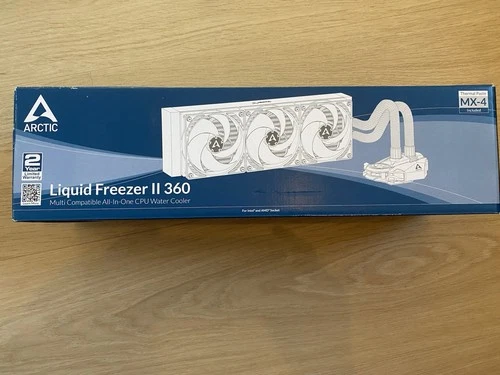 ARCTIC
Thermal Paste
MX-4
Included
2
Year
Limited
Warranty
Liquid Freezer II 360
Multi Compatible All-In-One CPU Water Cooler
For Intel® and AMD® Socket